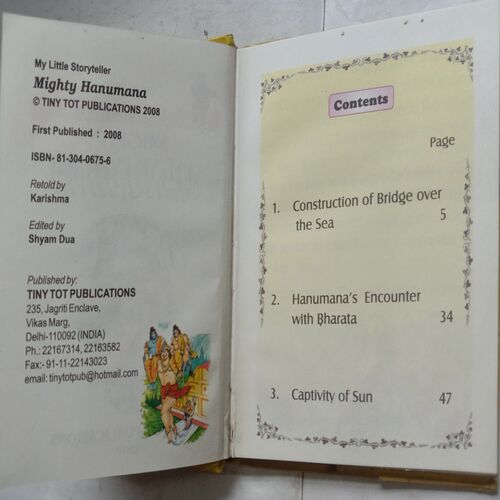 My Little Storyteller
Mighty Hanumana
© TINY TOT PUBLICATIONS 2008
First Published : 2008
ISBN- 81-304-0675-6
Retold by
Karishma
Edited by
Shyam Dua
Published by:
TINY TOT PUBLICATIONS
235, Jagriti Enclave,
Vikas Marg,
Delhi-110092 (INDIA)
Ph.: 22167314, 22163582
Fax:- 91-11-22143023
email: tinytotpub@hotmail.com
Contents
Page
1. Construction of Bridge over
the Sea 5
2. Hanumana's Encounter
with Bharata 34
3. Captivity of Sun 47